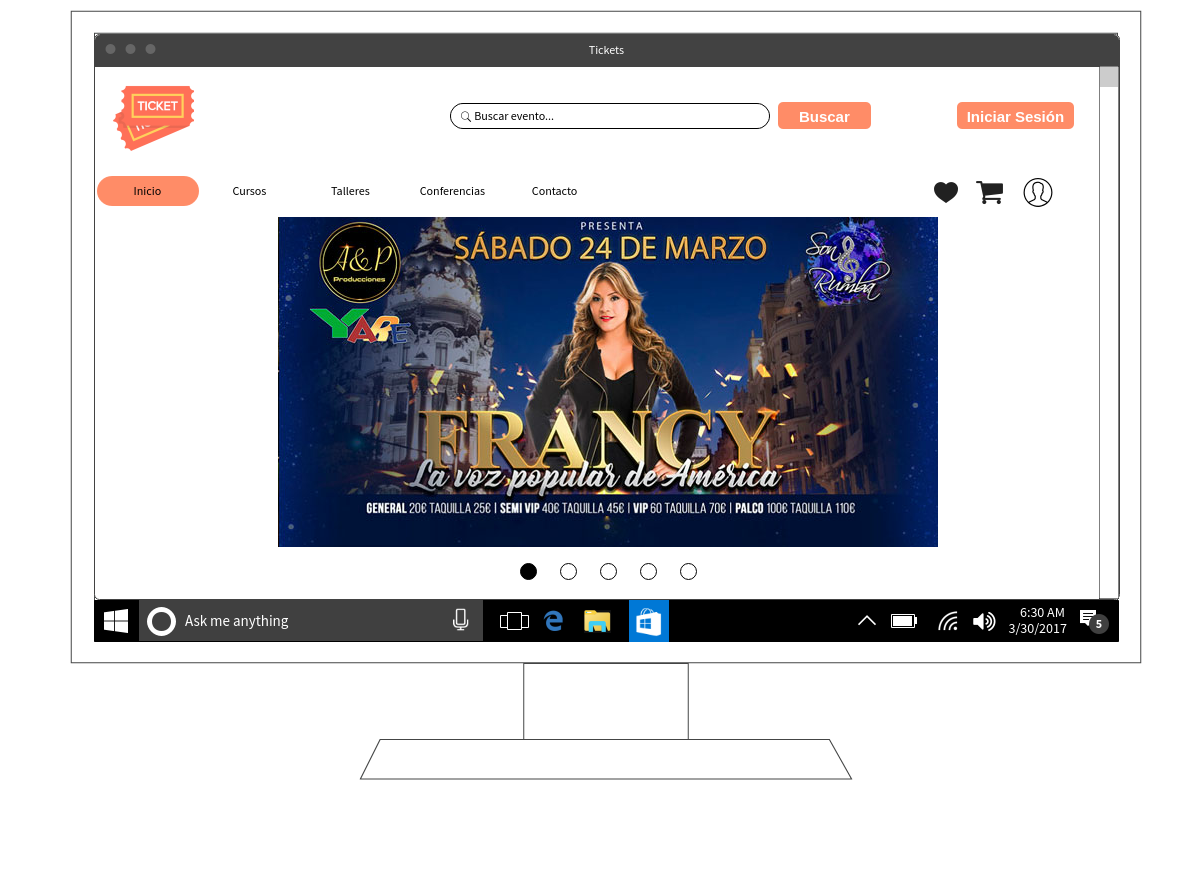 Tickets
TICKET
Buscar evento...
Buscar
Iniciar Sesión
Inicio
Cursos
Talleres
Conferencias
Contacto
PRESENTA
SÁBADO 24 DE MARZO
A&P
Producciones
Son
Rumba
YAFE
FRANCY
La voz popular de América
GENERAL 20€ TAQUILLA 25€ | SEMI VIP 40€ TAQUILLA 45€ | VIP 60 TAQUILLA 70€ | PALCO 100€ TAQUILLA 110€
Ask me anything
6:30 AM
3/30/2017
5